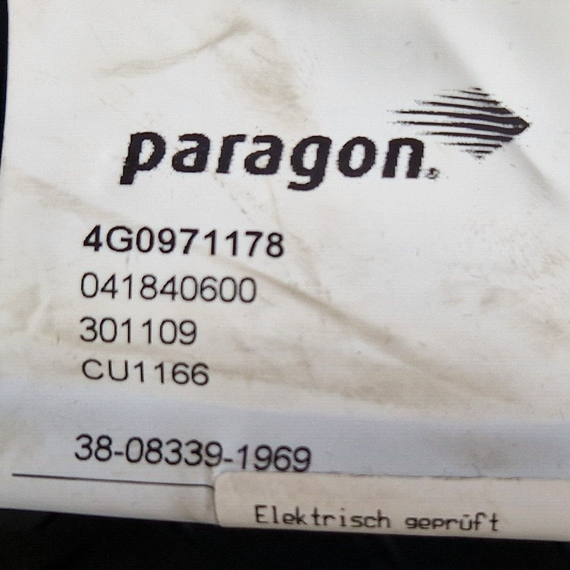 paragon
4G0971178
041840600
301109
CU1166
38-08339-1969
Elektrisch geprüft